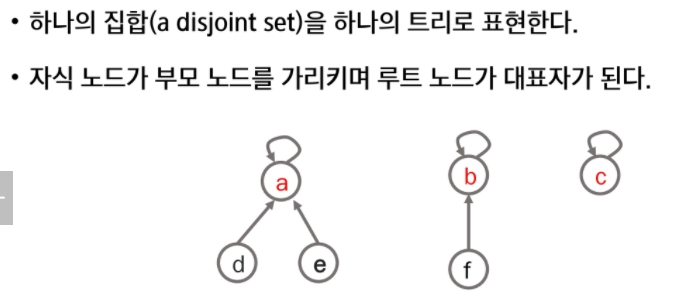 • 하나의 집합(a disjoint set)을 하나의 트리로 표현한다.
• 자식 노드가 부모 노드를 가리키며 루트 노드가 대표자가 된다.
a b c
d e f